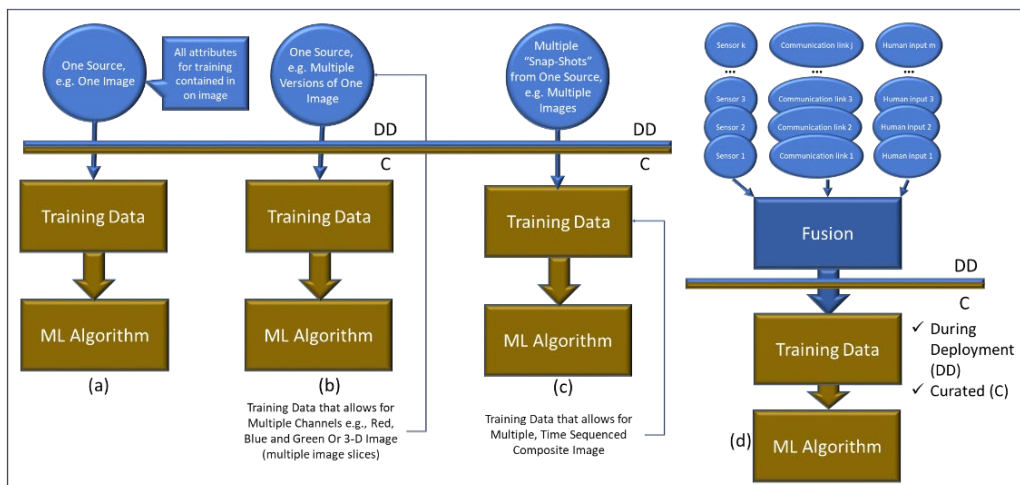 One Source,
e.g. One Image
All attributes
for training
contained in
on image
DD
C
Training Data
ML Algorithm
(a)
One Source,
e.g. Multiple
Versions of One
Image
Training Data
ML Algorithm
(b)
Training Data that allows for
Multiple Channels e.g., Red,
Blue and Green Or 3-D Image
(multiple image slices)
Multiple
“Snap-Shots”
from One Source,
e.g. Multiple
Images
DD
C
Training Data
ML Algorithm
(c)
Training Data that allows for
Multiple, Time Sequenced
Composite Image
Sensor k
...
Sensor 3
Sensor 2
Sensor 1
Communication link j
...
Communication link 3
Communication link 2
Communication link 1
Human input m
...
Human input 3
Human input 2
Human input 1
Fusion
DD
C
Training Data
✓ During
Deployment
(DD)
✓ Curated (C)
(d)
ML Algorithm